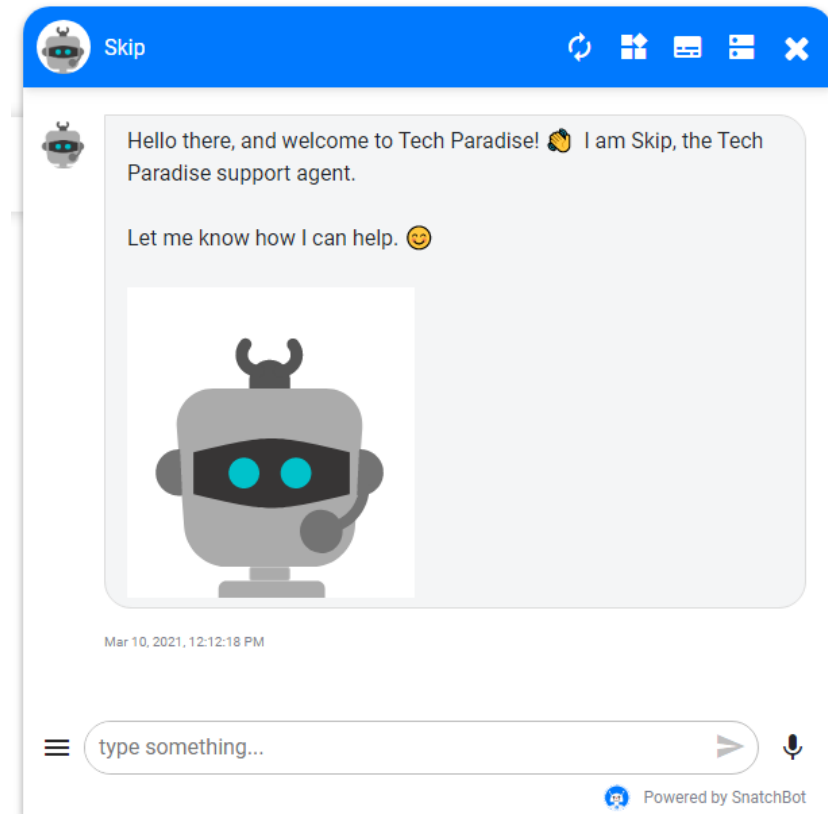 Skip
Hello there, and welcome to Tech Paradise! 👏 I am Skip, the Tech
Paradise support agent.
Let me know how I can help. 😊
Mar 10, 2021, 12:12:18 PM
type something...
Powered by SnatchBot